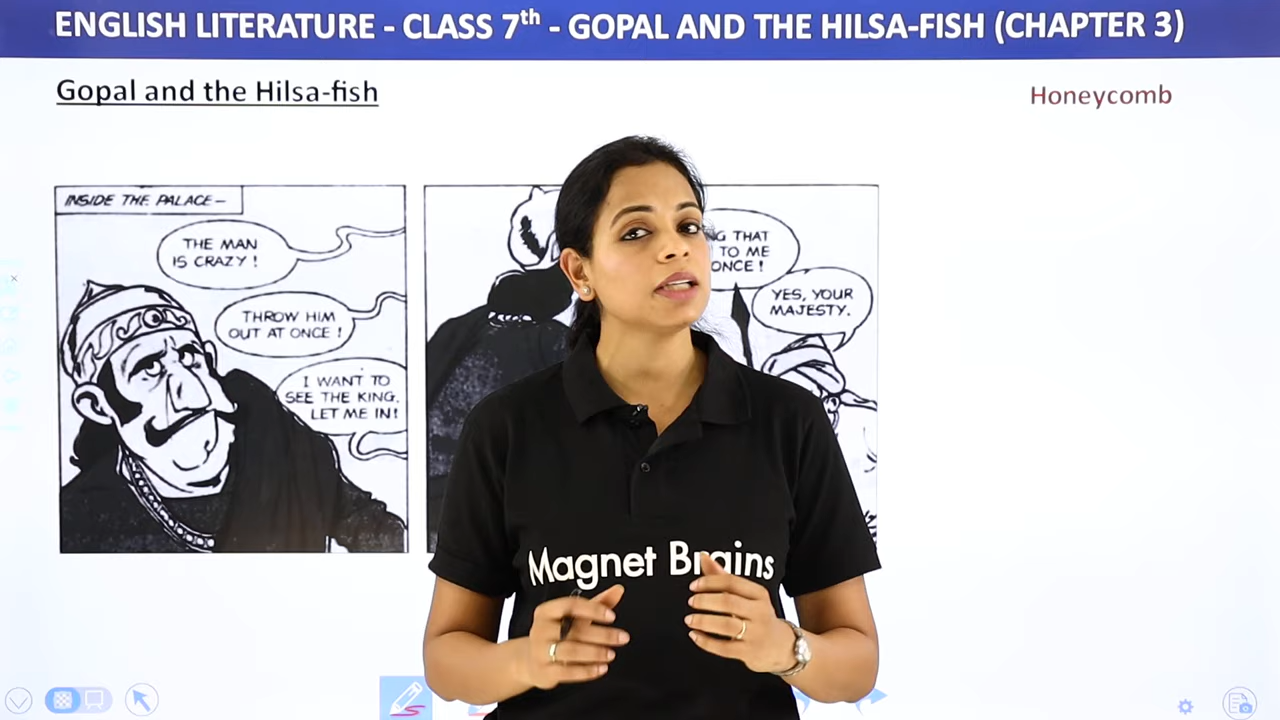 ENGLISH LITERATURE - CLASS 7th - GOPAL AND THE HILSA-FISH (CHAPTER 3)
Gopal and the Hilsa-fish
Honeycomb
INSIDE THE PALACE—
THE MAN
IS CRAZY!
THROW HIM
OUT AT ONCE!
I WANT TO
SEE THE KING.
LET ME IN!
THAT
TO ME
ONCE!
YES, YOUR
MAJESTY.
Magnet Brains